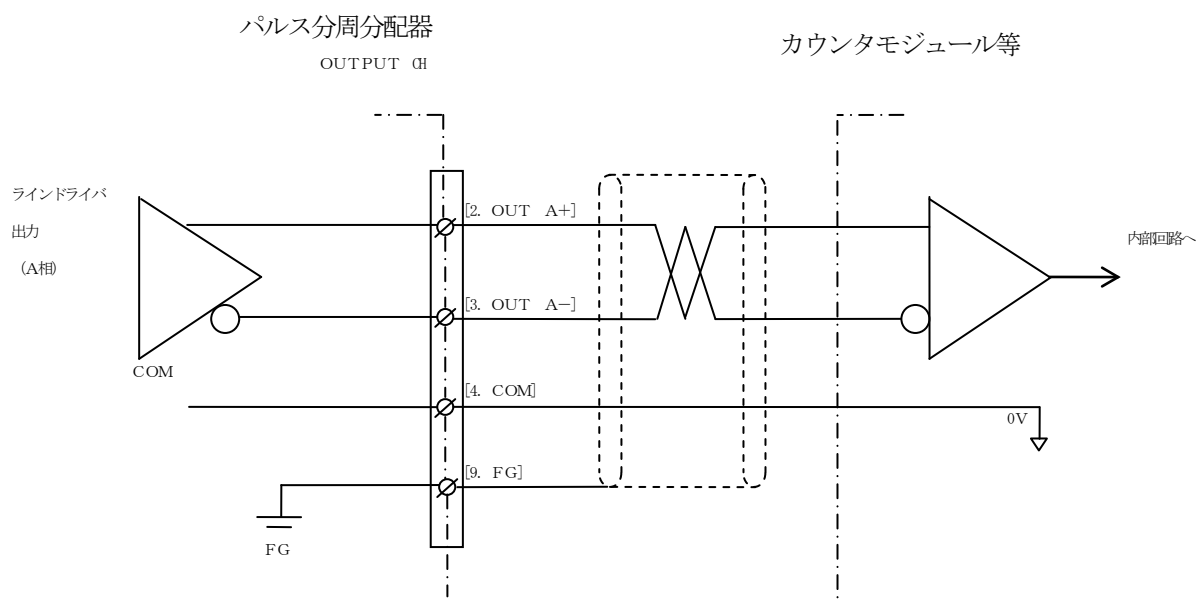 パルス分周分配器
OUTPUT CH
カウンタモジュール等
ラインドライバ
出力
（A相）
[2. OUT A+]
内部回路へ
[3. OUT A−]
COM
[4. COM]
0V
[9. FG]
FG